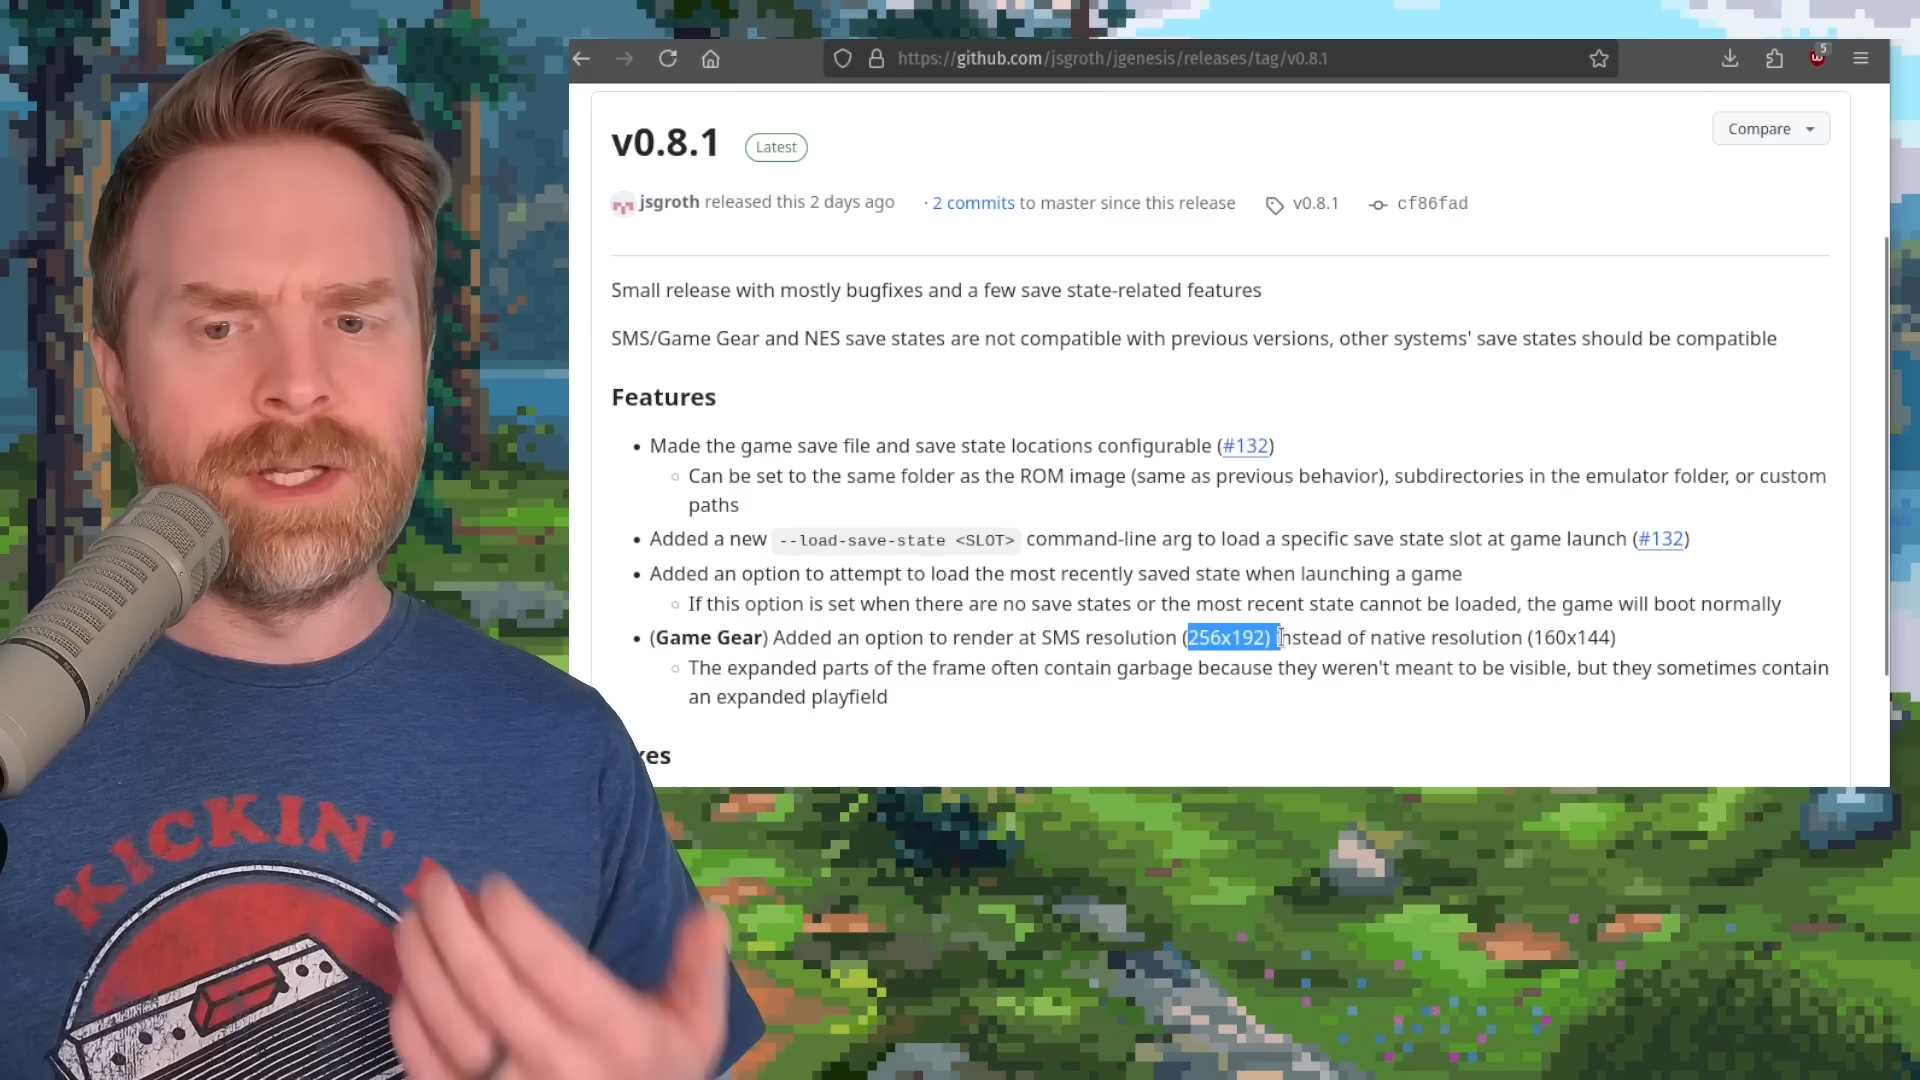 https://github.com/jsgroth/jgenesis/releases/tag/v0.8.1
5
v0.8.1
Latest
Compare
jsgroth released this 2 days ago · 2 commits to master since this release v0.8.1 cf86fad
Small release with mostly bugfixes and a few save state-related features
SMS/Game Gear and NES save states are not compatible with previous versions, other systems' save states should be compatible
Features
Made the game save file and save state locations configurable (#132)
Can be set to the same folder as the ROM image (same as previous behavior), subdirectories in the emulator folder, or custom
paths
Added a new --load-save-state <SLOT> command-line arg to load a specific save state slot at game launch (#132)
Added an option to attempt to load the most recently saved state when launching a game
If this option is set when there are no save states or the most recent state cannot be loaded, the game will boot normally
(Game Gear) Added an option to render at SMS resolution (256x192) instead of native resolution (160x144)
The expanded parts of the frame often contain garbage because they weren't meant to be visible, but they sometimes contain
an expanded playfield
xes
KICKIN'